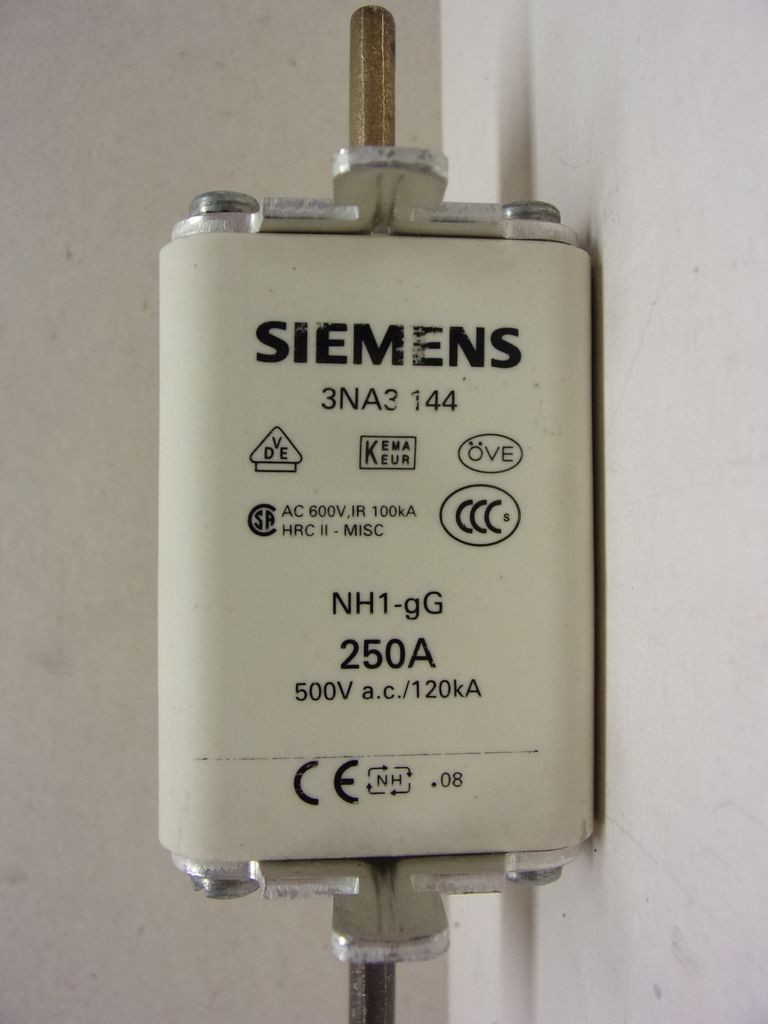 SIEMENS
3NA3 144
VDE KEMA KEUR ÖVE
SA AC 600V,IR 100kA CCC S
HRC II - MISC
NH1-gG
250A
500V a.c./120kA
CE NH .08